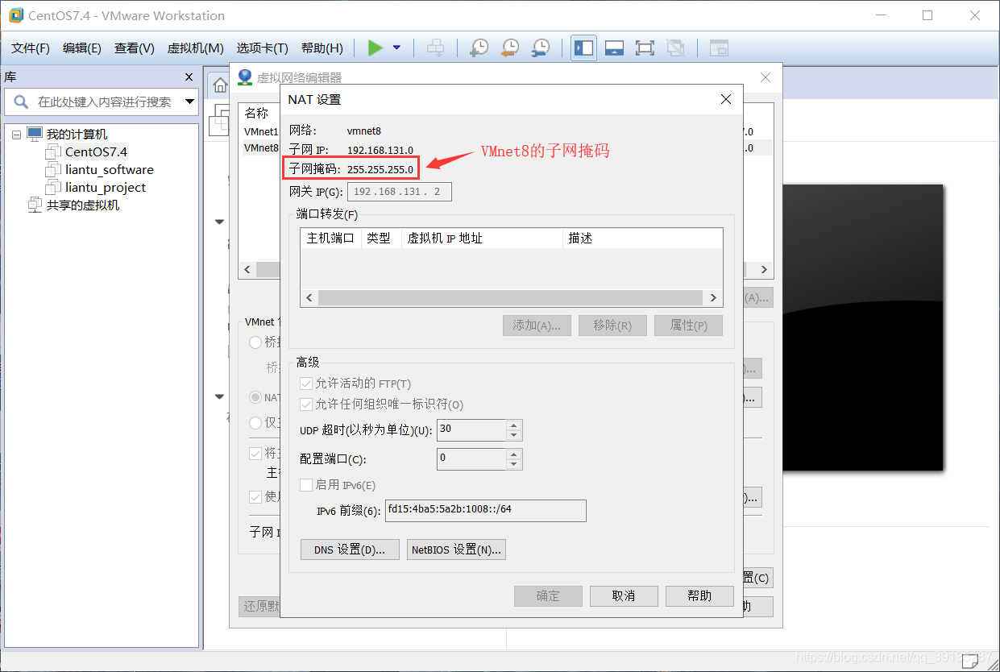 CentOS7.4 - VMware Workstation
文件(F) 编辑(E) 查看(V) 虚拟机(M) 选项卡(T) 帮助(H)
库
在此处键入内容进行搜索
我的计算机
CentOS7.4
liantu_software
liantu_project
共享的虚拟机
虚拟网络编辑器
名称
VMnet1
VMnet8
7.0
1.0
(A)...
VMnet
NAT
主
子网 I
置(C)
还原默
助
NAT 设置
网络: vmnet8
子网 IP: 192.168.131.0
子网掩码: 255.255.255.0
VMnet8的子网掩码
网关 IP(G): 192 . 168 . 131 . 2
端口转发(F)
主机端口 类型 虚拟机 IP 地址 描述
添加(A)... 移除(R) 属性(P)
高级
允许活动的 FTP(T)
允许任何组织唯一标识符(O)
UDP 超时(以秒为单位)(U): 30
配置端口(C): 0
启用 IPv6(E)
IPv6 前缀(6): fd15:4ba5:5a2b:1008::/64
DNS 设置(D)... NetBIOS 设置(N)...
确定 取消 帮助